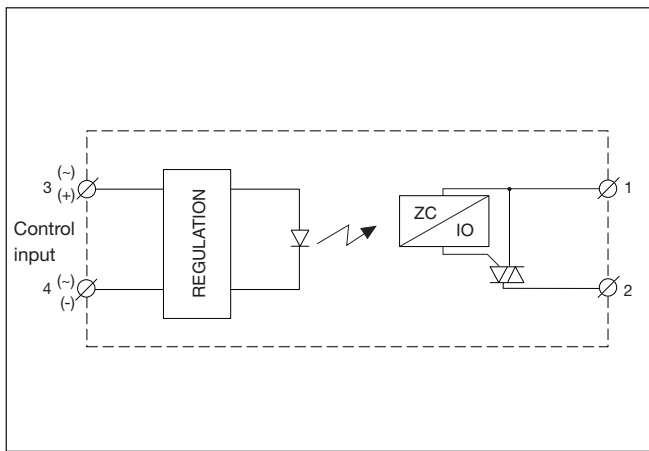 3 (~)
(+)
Control
input
4 (~)
(-)
REGULATION
ZC
IO
1
2